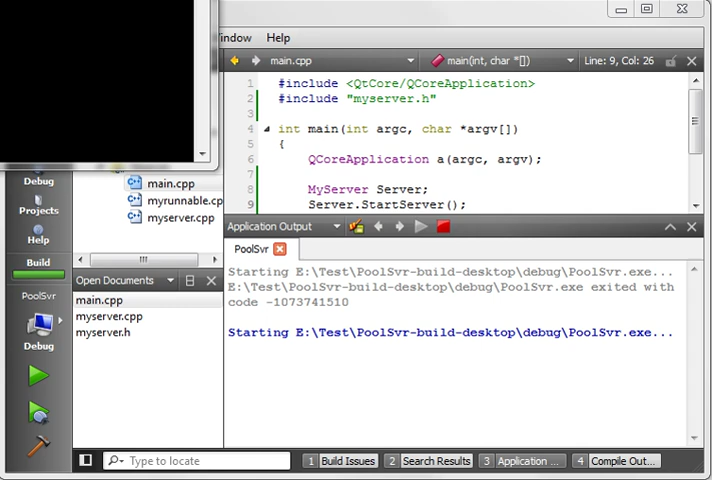 indow Help
main.cpp main(int, char *[]) Line: 9, Col: 26
1 #include <QtCore/QCoreApplication>
2 #include "myserver.h"
3
4 int main(int argc, char *argv[])
5 {
6 QCoreApplication a(argc, argv);
7
8 MyServer Server;
9 Server.StartServer();
Debug
Projects
Help
Build
PoolSvr
Debug
main.cpp
myrunnable.cp
myserver.cpp
Open Documents
main.cpp
myserver.cpp
myserver.h
Application Output
PoolSvr
Starting E:\Test\PoolSvr-build-desktop\debug\PoolSvr.exe...
E:\Test\PoolSvr-build-desktop\debug\PoolSvr.exe exited with
code -1073741510
Starting E:\Test\PoolSvr-build-desktop\debug\PoolSvr.exe...
Type to locate 1 Build Issues 2 Search Results 3 Application ... 4 Compile Out...